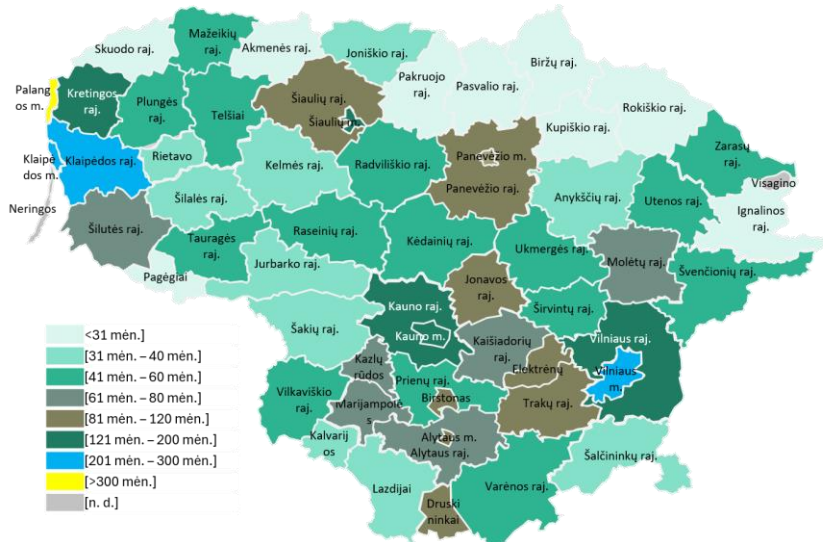 Skuodo raj.
Mažeikių
raj.
Akmenės raj.
Joniškio raj.
Pakruojo
raj.
Pasvalio raj.
Biržų raj.
Rokiškio raj.
Palang
os m.
Kretingos
raj.
Plungės
raj.
Telšiai
Šiaulių raj.
Šiaulių m.
Kupiškio raj.
Zarasų
raj.
Klaipė
dos m.
Klaipėdos raj.
Rietavo
Kelmės raj.
Radviliškio
raj.
Panevėžio m.
Panevėžio raj.
Anykščių
raj.
Utenos raj.
Visagino
Ignalinos
raj.
Neringos
Šilutės raj.
Šilalės raj.
Tauragės
raj.
Raseinių raj.
Kėdainių raj.
Ukmergės
raj.
Molėtų raj.
Švenčionių raj.
Pagėgiai
Jurbarko raj.
Jonavos
raj.
Širvintų raj.
Šakių raj.
Kauno raj.
Kauno m.
Kaišiadorių
raj.
Vilniaus raj.
Vilniaus
m.
Elektrėnų
Kazlų
rūdos
Prienų raj.
Birstonas
Trakų raj.
Vilkaviškio
raj.
Marijampolė
s
Kalvarij
os
Alytaus m.
Alytaus raj.
Šalčininkų raj.
Lazdijai
Varėnos raj.
Druski
ninkai
<31 mėn.]
[31 mėn. – 40 mėn.]
[41 mėn. – 60 mėn.]
[61 mėn. – 80 mėn.]
[81 mėn. – 120 mėn.]
[121 mėn. – 200 mėn.]
[201 mėn. – 300 mėn.]
[>300 mėn.]
[n. d.]